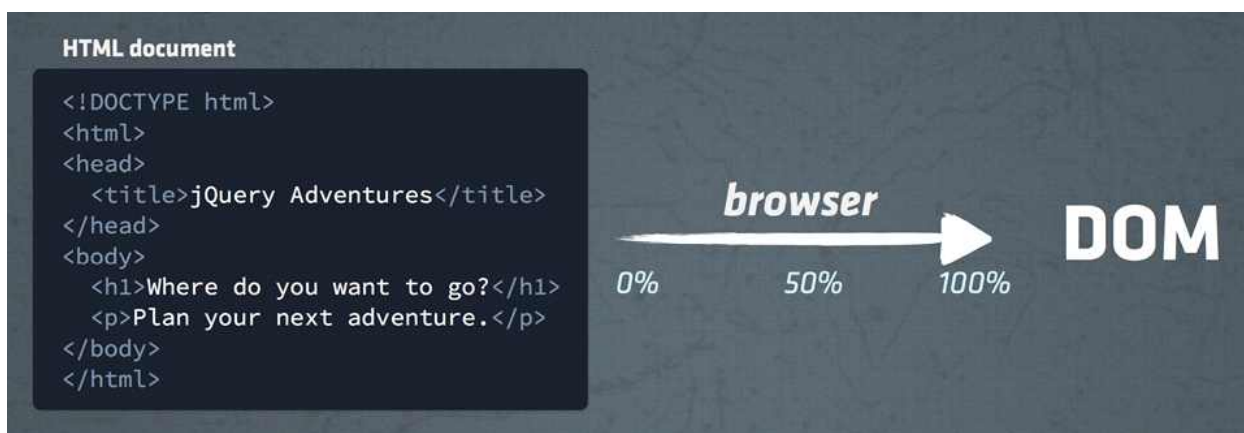 HTML document
<!DOCTYPE html>
<html>
<head>
  <title>jQuery Adventures</title>
</head>
<body>
  <h1>Where do you want to go?</h1>
  <p>Plan your next adventure.</p>
</body>
</html>
browser
0% 50% 100%
DOM